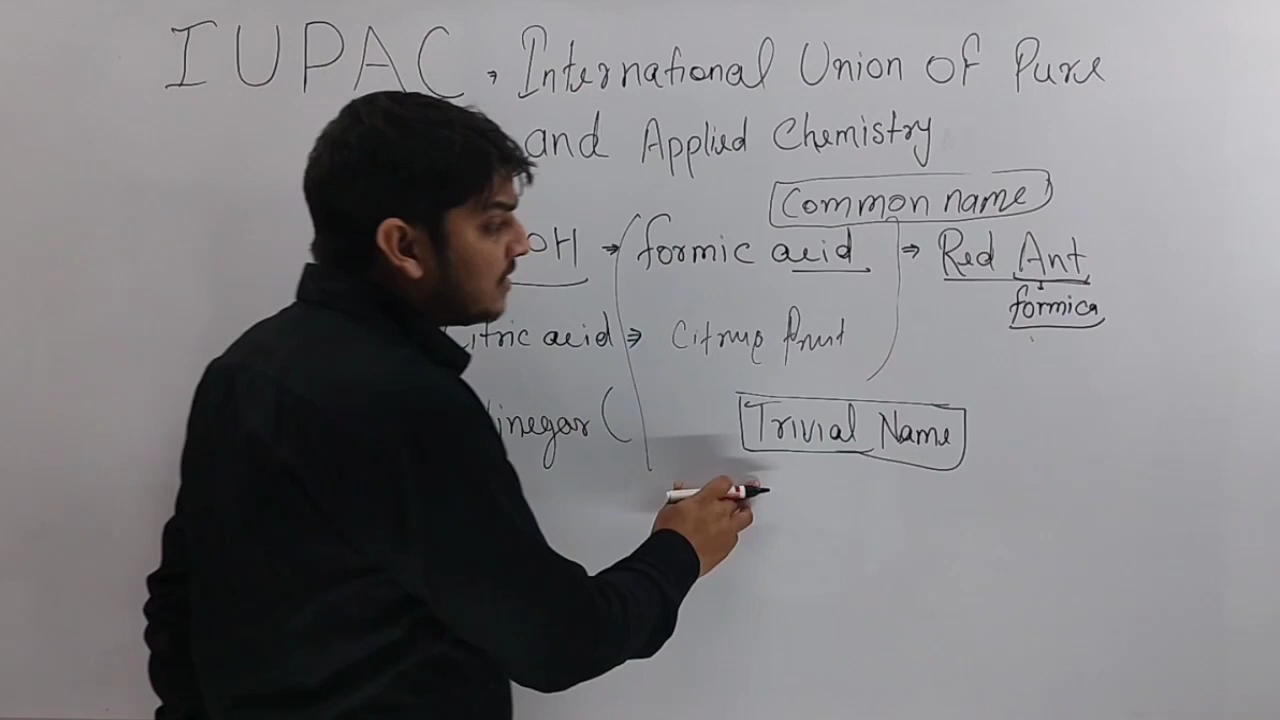 IUPAC → International Union of Pure
and Applied Chemistry
Common name
OH → formic acid → Red Ant
formica
itric acid → Citrus fruit
Vinegar (
Trivial Name